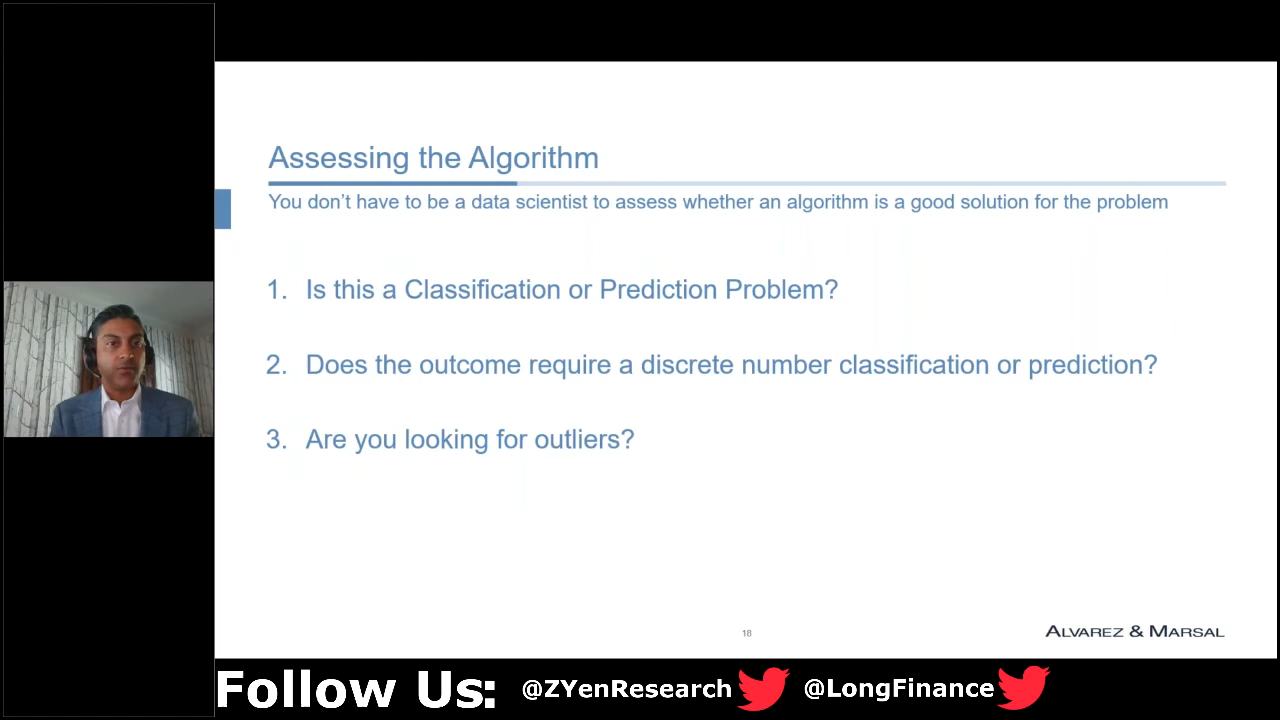 Assessing the Algorithm
You don't have to be a data scientist to assess whether an algorithm is a good solution for the problem
1. Is this a Classification or Prediction Problem?
2. Does the outcome require a discrete number classification or prediction?
3. Are you looking for outliers?
18
ALVAREZ & MARSAL
Follow Us: @ZYenResearch @LongFinance